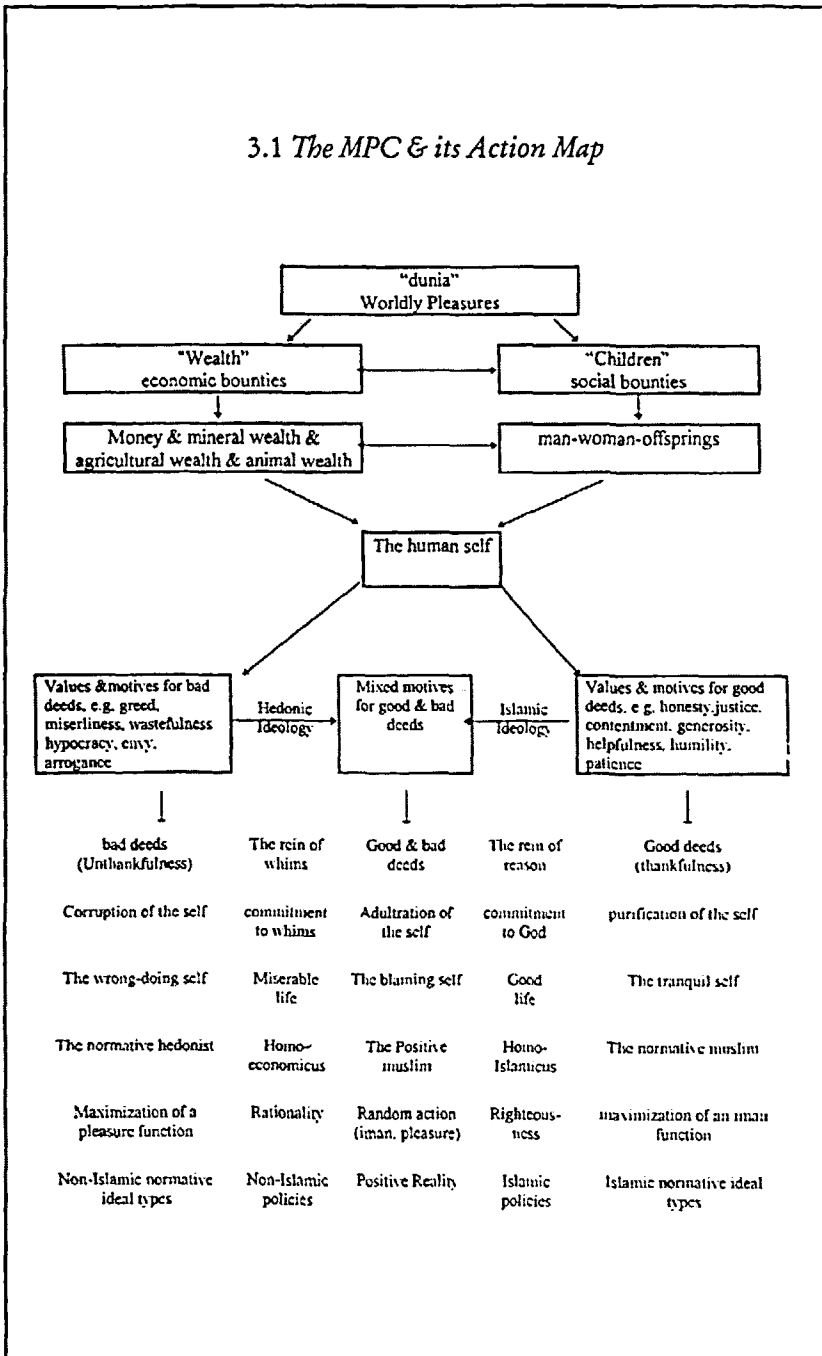 3.1 The MPC & its Action Map
"dunia"
Worldly Pleasures
"Wealth"
economic bounties
"Children"
social bounties
Money & mineral wealth &
agricultural wealth & animal wealth
man-woman-offsprings
The human self
Values &motives for bad
deeds, e.g. greed,
miserliness, wastefulness
hypocracy, envy,
arrogance
Hedonic
Ideology
Mixed motives
for good & bad
deeds
Islamic
Ideology
Values & motives for good
deeds, e g. honesty,justice,
contentment, generosity,
helpfulness, humility,
patience
bad deeds
(Unthankfulness)
The rein of
whims
Good & bad
deeds
The rein of
reason
Good deeds
(thankfulness)
Corruption of the self
commitment
to whims
Adultration of
the self
commitment
to God
purification of the self
The wrong-doing self
Miserable
life
The blaming self
Good
life
The tranquil self
The normative hedonist
Homo-
economicus
The Positive
muslim
Homo-
Islamicus
The normative muslim
Maximization of a
pleasure function
Rationality
Random action
(iman, pleasure)
Righteous-
ness
maximization of an iman
function
Non-Islamic normative
ideal types
Non-Islamic
policies
Positive Reality
Islamic
policies
Islamic normative ideal
types